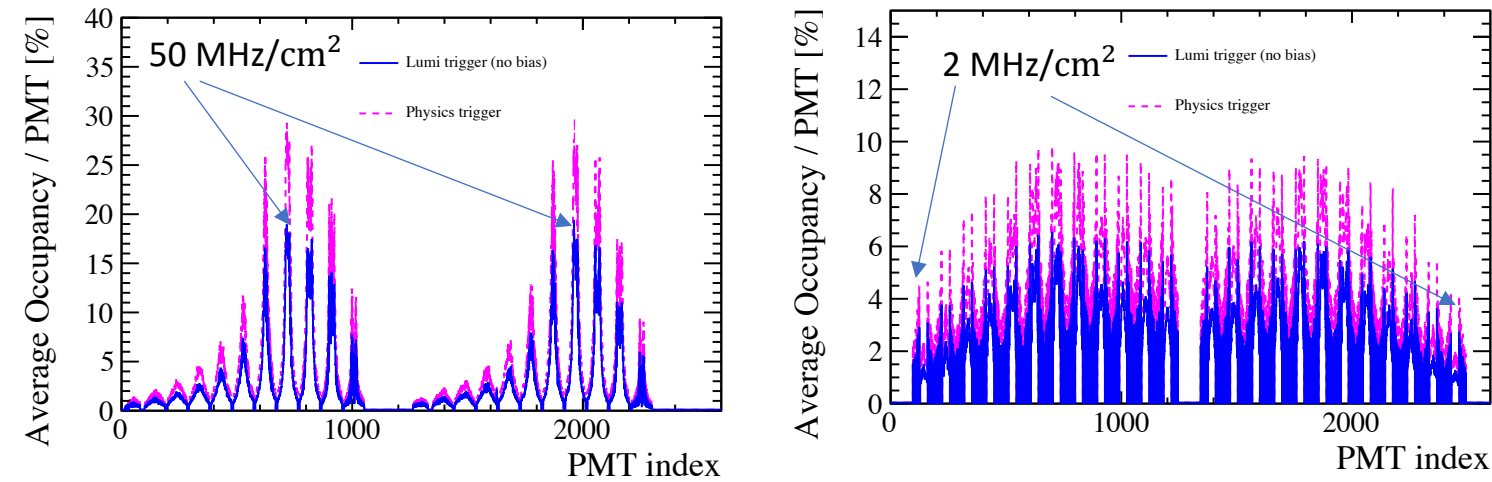 Average Occupancy / PMT [%]
40
35
30
25
20
15
10
5
0
50 MHz/cm²
Lumi trigger (no bias)
Physics trigger
0
1000
2000
PMT index
Average Occupancy / PMT [%]
14
12
10
8
6
4
2
0
2 MHz/cm²
Lumi trigger (no bias)
Physics trigger
0
1000
2000
PMT index